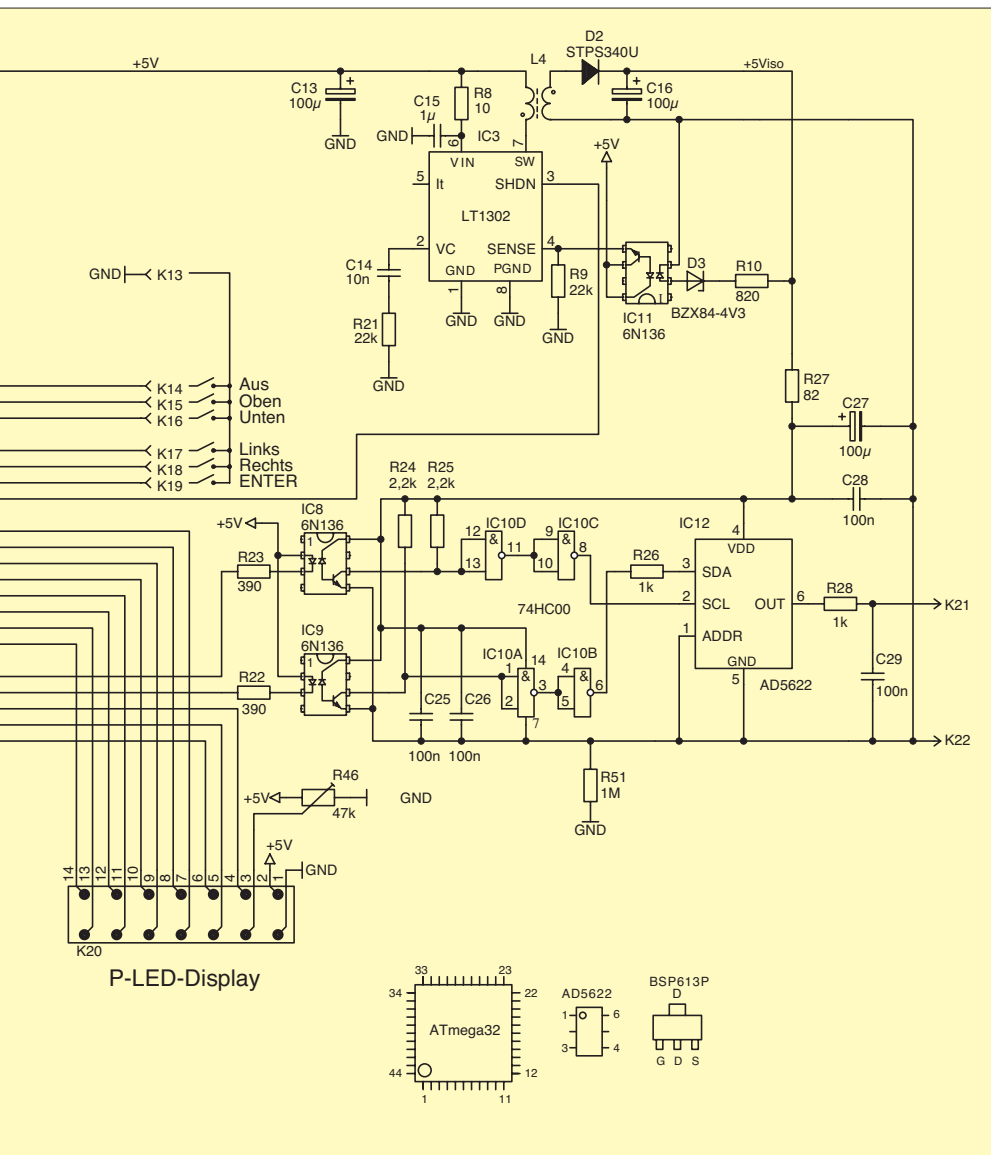 D2
STPS340U
L4
+5V
+5Viso
C13
100µ
+
R8
10
C15
1µ
C16
100µ
+
GND
GND
IC3
6
7
VIN
SW
+5V
5
It
SHDN
3
LT1302
2
VC
SENSE
4
GND
PGND
1
8
GND
GND
C14
10n
R21
22k
GND
R9
22k
GND
IC11
6N136
1
D3
BZX84-4V3
R10
820
GND
K13
K14
Aus
K15
Oben
K16
Unten
K17
Links
K18
Rechts
K19
ENTER
R27
82
C27
+
100µ
C28
100n
R24
2,2k
R25
2,2k
IC8
6N136
1
+5V
R23
390
IC10D
12
&
11
13
IC10C
9
&
8
10
74HC00
IC12
4
VDD
R26
1k
3
SDA
2
SCL
OUT
6
1
ADDR
GND
5
AD5622
R28
1k
K21
C29
100n
IC9
6N136
1
R22
390
IC10A
1
14
&
3
2
7
IC10B
4
&
6
5
C25
C26
100n
100n
K22
R51
1M
GND
R46
+5V
47k
GND
+5V
GND
14
13
12
11
10
9
8
7
6
5
4
3
2
1
K20
P-LED-Display
33
23
34
22
ATmega32
44
12
1
11
AD5622
1
6
3
4
BSP613P
D
G D S